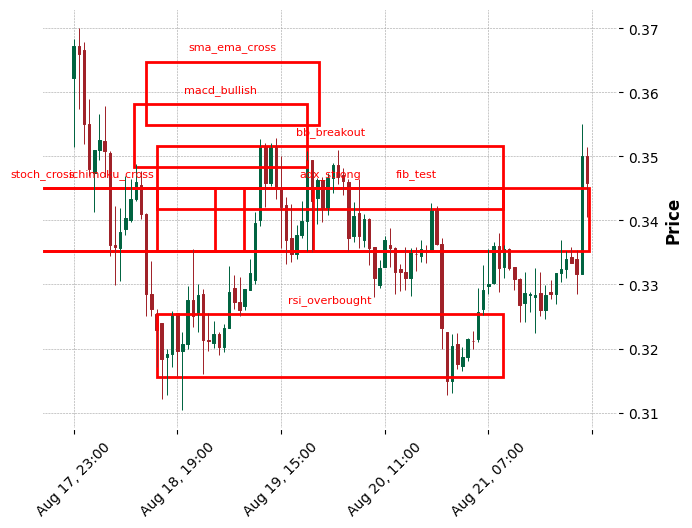 0.37
sma_ema_cross
0.36
macd_bullish
bb_breakout
0.35
stoch_cross
ichimoku_cross
adx_strong
fib_test
0.34
Price
0.33
rsi_overbought
0.32
0.31
Aug 17, 23:00
Aug 18, 19:00
Aug 19, 15:00
Aug 20, 11:00
Aug 21, 07:00